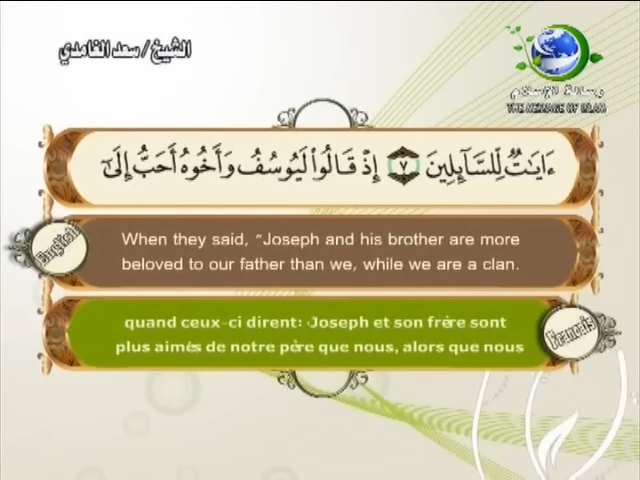 الشيخ / سعد الغامدي
رسالة الإسلام
THE MESSAGE OF ISLAM
ءَايَٰتٌ لِّلسَّآئِلِينَ ٧ إِذْ قَالُوا۟ لَيُوسُفُ وَأَخُوهُ أَحَبُّ إِلَىٰٓ
English
When they said, "Joseph and his brother are more
beloved to our father than we, while we are a clan.
Français
quand ceux-ci dirent: ‹Joseph et son frère sont
plus aimés de notre père que nous, alors que nous